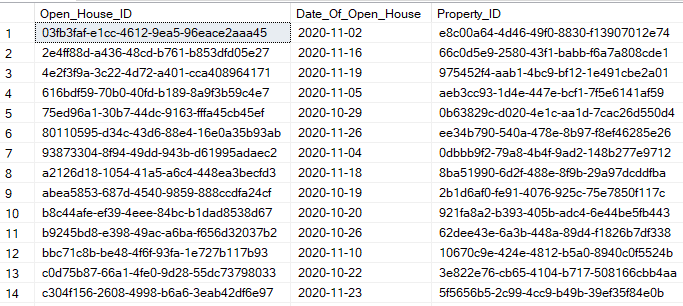 Open_House_ID Date_Of_Open_House Property_ID
1 03fb3faf-e1cc-4612-9ea5-96eace2aaa45 2020-11-02 e8c00a64-4d46-49f0-8830-f13907012e74
2 2e4ff88d-a436-48cd-b761-b853dfd05e27 2020-11-16 66c0d5e9-2580-43f1-babb-f6a7a808cde1
3 4e2f3f9a-3c22-4d72-a401-cca408964171 2020-11-19 975452f4-aab1-4bc9-bf12-1e491cbe2a01
4 616bdf59-70b0-40fd-b189-8a9f3b59c4e7 2020-11-05 aeb3cc93-1d4e-447e-bcf1-7f5e6141af59
5 75ed96a1-30b7-44dc-9163-fffa45cb45ef 2020-10-29 0b63829c-d020-4e1c-aa1d-7cac26d550d4
6 80110595-d34c-43d6-88e4-16e0a35b93ab 2020-11-26 ee34b790-540a-478e-8b97-f8ef46285e26
7 93873304-8f94-49dd-943b-d61995adaec2 2020-11-04 0dbbb9f2-79a8-4b4f-9ad2-148b277e9712
8 a2126d18-1054-41a5-a6c4-448ea3becfd3 2020-11-18 8ba51990-6d2f-488e-8f9b-29a97dcddfba
9 abea5853-687d-4540-9859-888ccdfa24cf 2020-10-19 2b1d6af0-fe91-4076-925c-75e7850f117c
10 b8c44afe-ef39-4eee-84bc-b1dad8538d67 2020-10-20 921fa8a2-b393-405b-adc4-6e44be5fb443
11 b9245bd8-e398-49ac-a6ba-f656d32037b2 2020-10-26 62dee43e-6a3b-448a-89d4-f1826b7df338
12 bbc71c8b-be48-4f6f-93fa-1e727b117b93 2020-11-10 10670c9e-424e-4812-b5a0-8940c0f5524b
13 c0d75b87-66a1-4fe0-9d28-55dc73798033 2020-10-22 3e822e76-cb65-4104-b717-508166cbb4aa
14 c304f156-2608-4998-b6a6-3eab42df6e97 2020-11-23 5f5656b5-2c99-4cc9-b49b-39ef35f84e0b